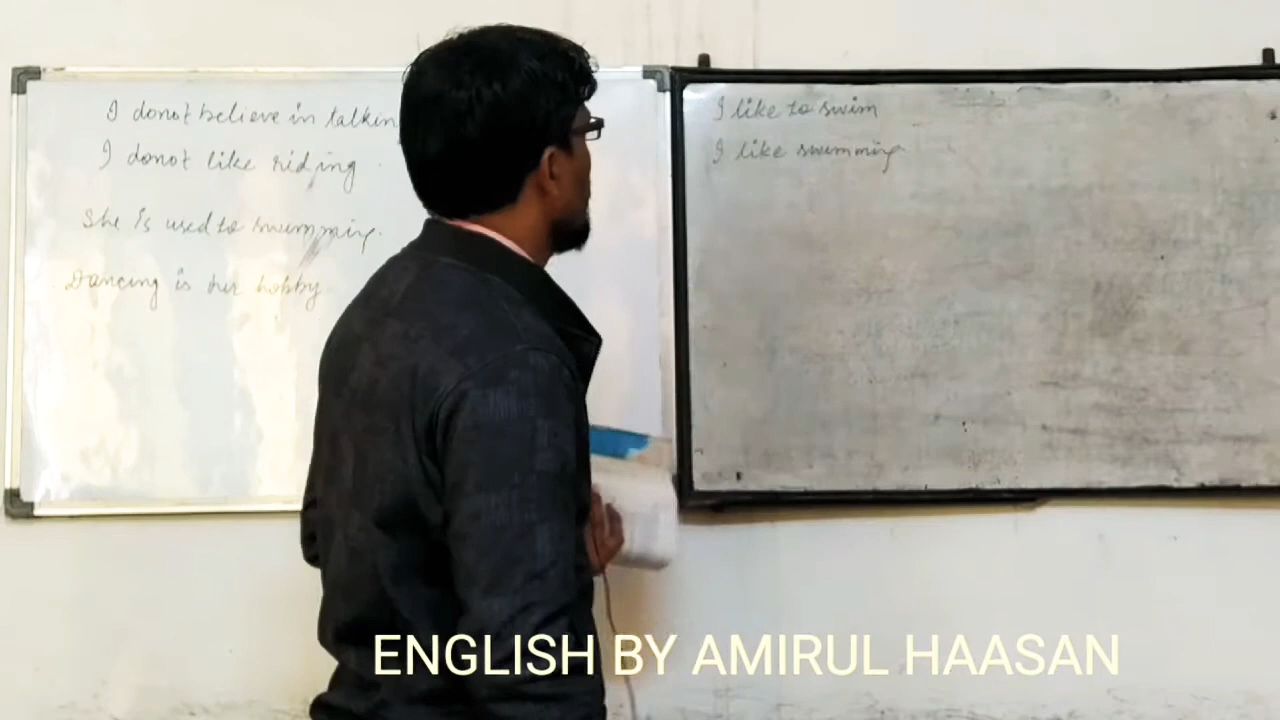 I donot believe in talkin
I donot like riding
She is used to swimming.
Dancing is her hobby
I like to swim
I like swimming
ENGLISH BY AMIRUL HAASAN